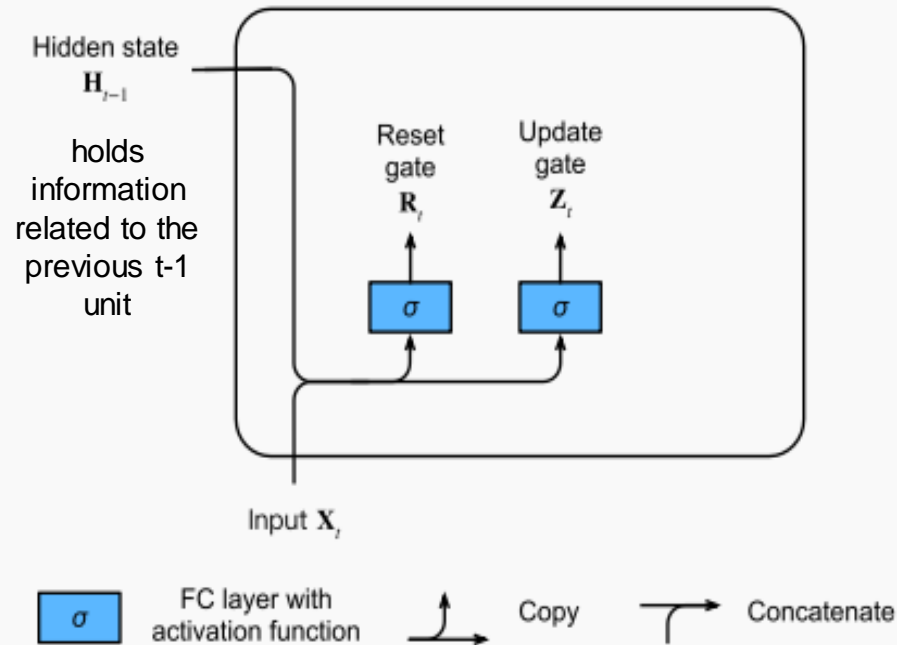 Hidden state
H_{t−1}
holds
information
related to the
previous t-1
unit
Reset
gate
R_t
Update
gate
Z_t
σ
σ
Input X_t
σ
FC layer with
activation function
Copy
Concatenate